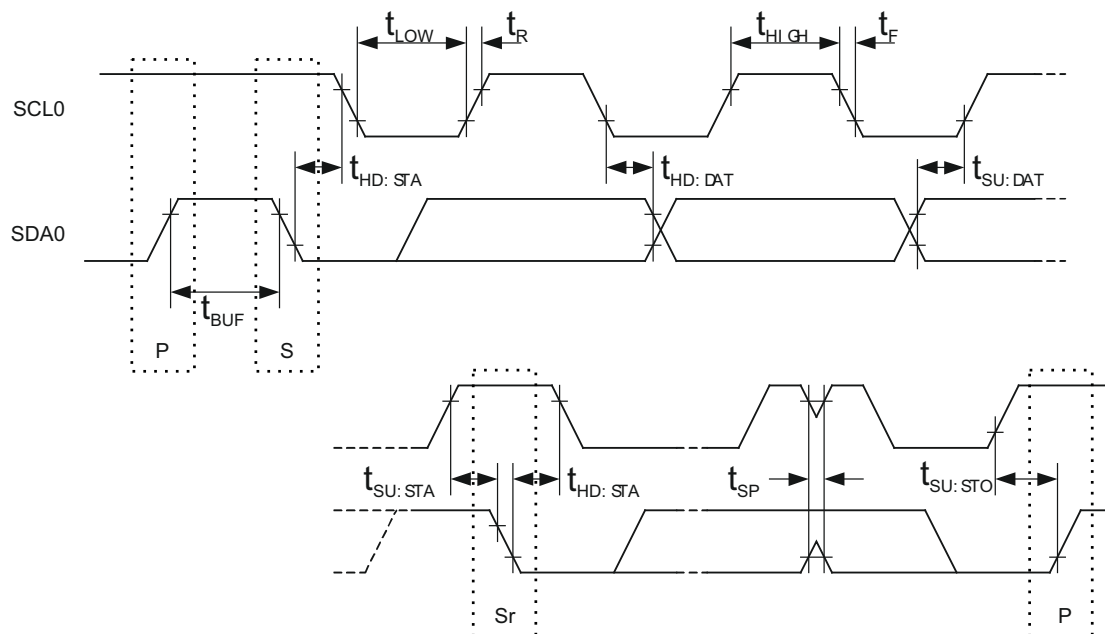 tLOW tR tHIGH tF
SCL0
tHD: STA tHD: DAT tSU: DAT
SDA0
tBUF
P S
tSU: STA tHD: STA tSP tSU: STO
Sr P